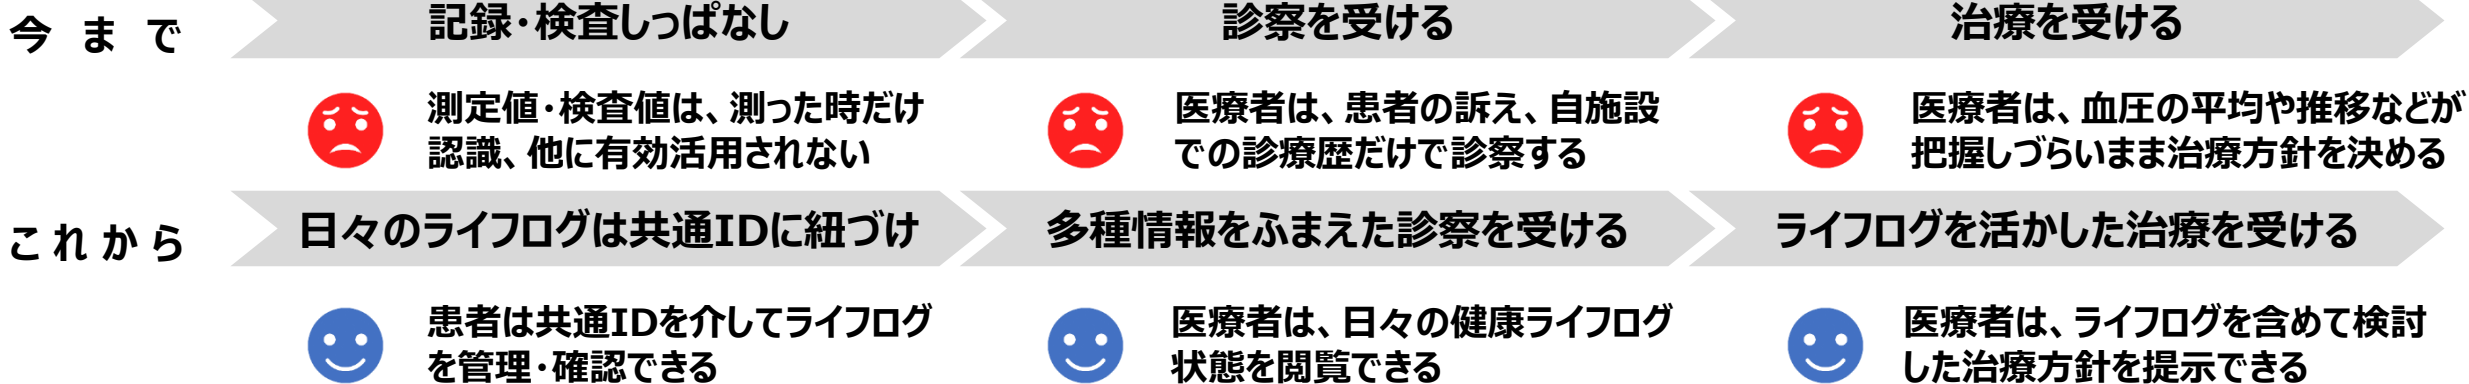 今まで
記録・検査しっぱなし
診察を受ける
治療を受ける
測定値・検査値は、測った時だけ
認識、他に有効活用されない
医療者は、患者の訴え、自施設
での診療歴だけで診察する
医療者は、血圧の平均や推移などが
把握しづらいまま治療方針を決める
これから
日々のライフログは共通IDに紐づけ
多種情報をふまえた診察を受ける
ライフログを活かした治療を受ける
患者は共通IDを介してライフログ
を管理・確認できる
医療者は、日々の健康ライフログ
状態を閲覧できる
医療者は、ライフログを含めて検討
した治療方針を提示できる